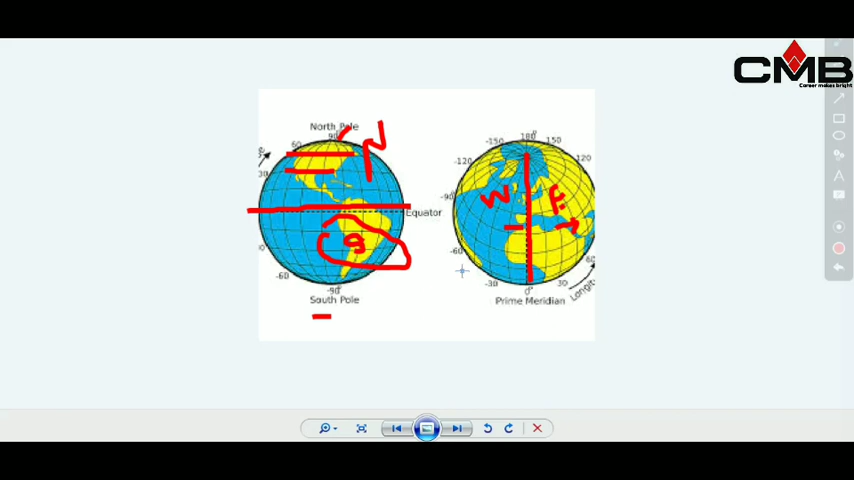 CMB
Career makes bright
North Pole
90°
60
N
Equator
S
-60
-90°
South Pole
180°
-150
150
-120
120
-90
W
E
-60
60
-30
0°
30
Prime Meridian
Longit